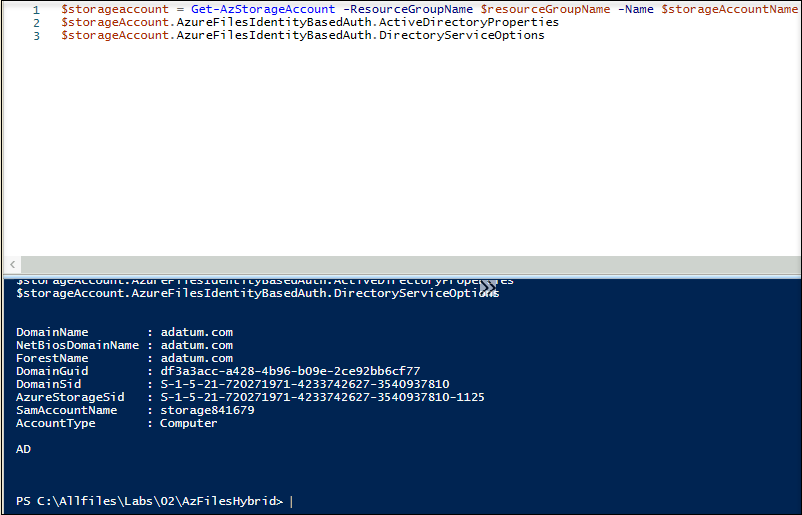 1 $storageaccount = Get-AzStorageAccount -ResourceGroupName $resourceGroupName -Name $storageAccountName
2 $storageAccount.AzureFilesIdentityBasedAuth.ActiveDirectoryProperties
3 $storageAccount.AzureFilesIdentityBasedAuth.DirectoryServiceOptions
$storageAccount.AzureFilesIdentityBasedAuth.ActiveDirectoryProperties
$storageAccount.AzureFilesIdentityBasedAuth.DirectoryServiceOptions
DomainName : adatum.com
NetBiosDomainName : adatum.com
ForestName : adatum.com
DomainGuid : df3a3acc-a428-4b96-b09e-2ce92bb6cf77
DomainSid : S-1-5-21-720271971-4233742627-3540937810
AzureStorageSid : S-1-5-21-720271971-4233742627-3540937810-1125
SamAccountName : storage841679
AccountType : Computer
AD
PS C:\Allfiles\Labs\02\AzFilesHybrid>